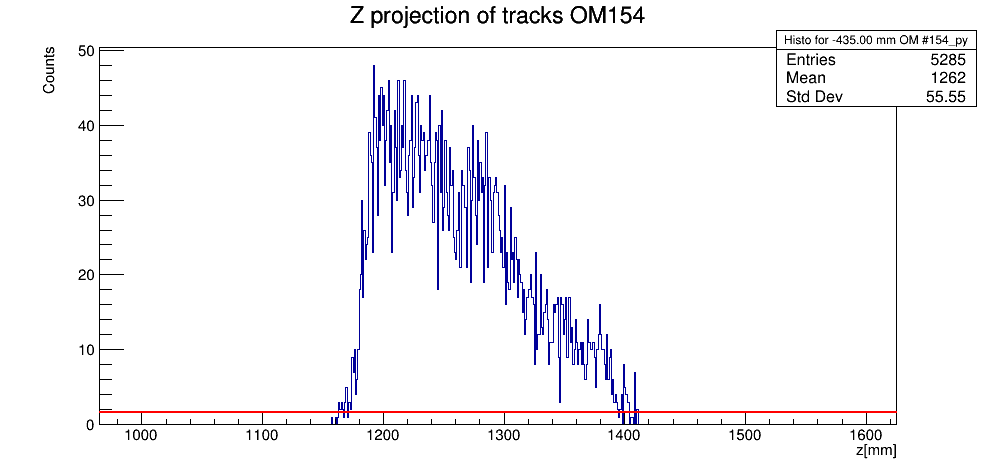 Z projection of tracks OM154
Histo for -435.00 mm OM #154_py
Entries 5285
Mean 1262
Std Dev 55.55
Counts
50
40
30
20
10
0
1000 1100 1200 1300 1400 1500 1600
z[mm]